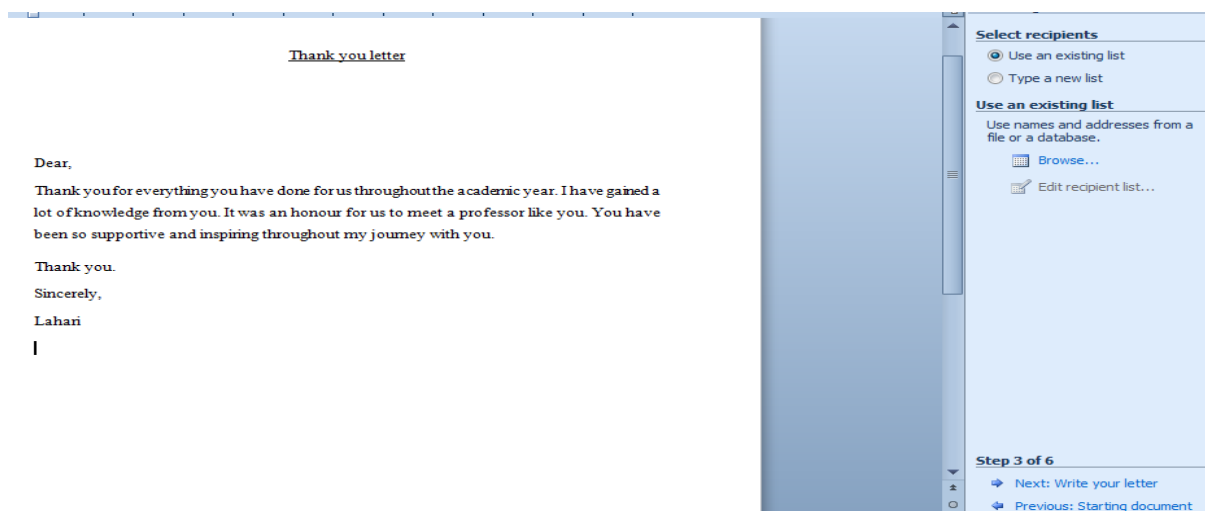 Thank you letter
Dear,
Thank you for everything you have done for us throughout the academic year. I have gained a
lot of knowledge from you. It was an honour for us to meet a professor like you. You have
been so supportive and inspiring throughout my journey with you.
Thank you.
Sincerely,
Lahari
Select recipients
Use an existing list
Type a new list
Use an existing list
Use names and addresses from a
file or a database.
Browse...
Edit recipient list...
Step 3 of 6
Next: Write your letter
Previous: Starting document